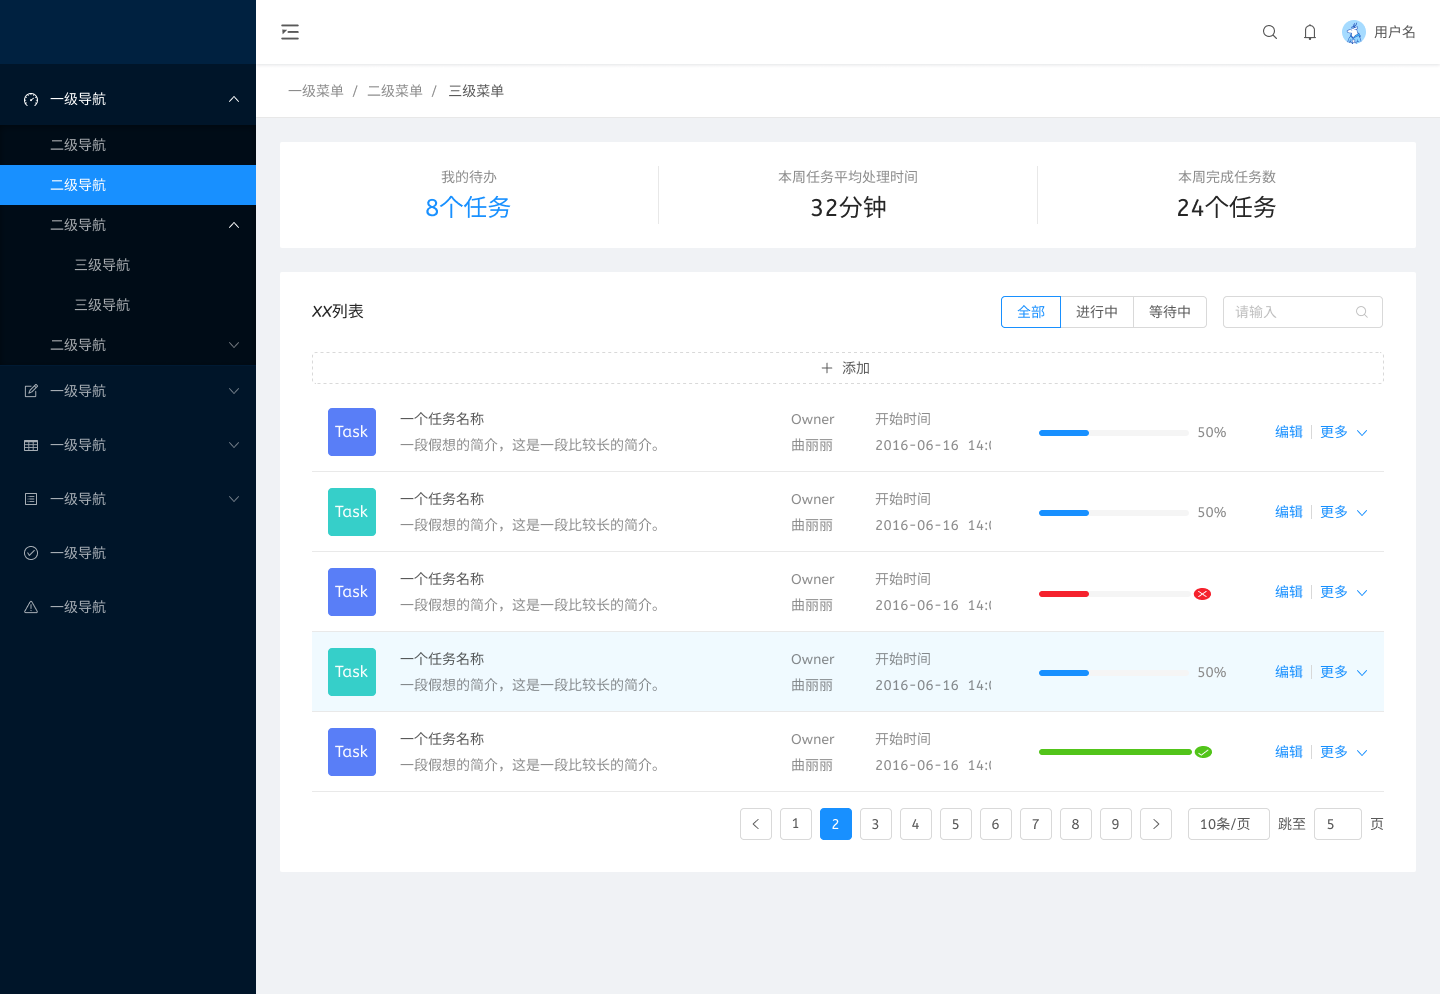 用户名
一级导航
二级导航
二级导航
二级导航
三级导航
三级导航
二级导航
一级导航
一级导航
一级导航
一级导航
一级导航
一级菜单 / 二级菜单 / 三级菜单
我的待办
8个任务
本周任务平均处理时间
32分钟
本周完成任务数
24个任务
XX列表
全部 进行中 等待中 请输入
添加
Task
一个任务名称
一段假想的简介，这是一段比较长的简介。
Owner
曲丽丽
开始时间
2016-06-16 14:0
50%
编辑 更多
Task
一个任务名称
一段假想的简介，这是一段比较长的简介。
Owner
曲丽丽
开始时间
2016-06-16 14:0
50%
编辑 更多
Task
一个任务名称
一段假想的简介，这是一段比较长的简介。
Owner
曲丽丽
开始时间
2016-06-16 14:0
编辑 更多
Task
一个任务名称
一段假想的简介，这是一段比较长的简介。
Owner
曲丽丽
开始时间
2016-06-16 14:0
50%
编辑 更多
Task
一个任务名称
一段假想的简介，这是一段比较长的简介。
Owner
曲丽丽
开始时间
2016-06-16 14:0
编辑 更多
1 2 3 4 5 6 7 8 9 10条/页 跳至 5 页